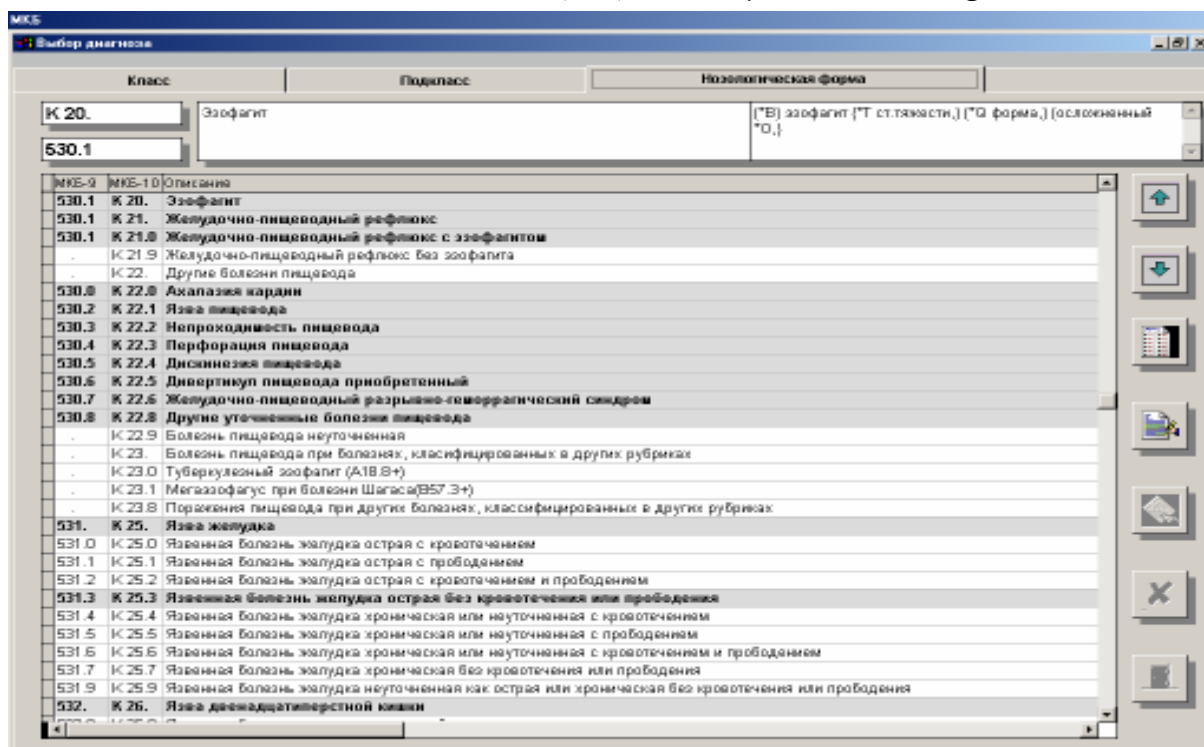 МКБ
Выбор диагноза
Класс Подкласс Нозологическая форма
К 20. Эзофагит (*В) эзофагит {*Т ст.тяжести,} {*Q форма,} {осложненный
*О,}
530.1
МКБ-9 МКБ-10 Описание
530.1 К 20. Эзофагит
530.1 К 21. Желудочно-пищеводный рефлюкс
530.1 К 21.0 Желудочно-пищеводный рефлюкс с эзофагитом
. К 21.9 Желудочно-пищеводный рефлюкс без эзофагита
. К 22. Другие болезни пищевода
530.0 К 22.0 Ахалазия кардии
530.2 К 22.1 Язва пищевода
530.3 К 22.2 Непроходимость пищевода
530.4 К 22.3 Перфорация пищевода
530.5 К 22.4 Дискинезия пищевода
530.6 К 22.5 Дивертикул пищевода приобретенный
530.7 К 22.6 Желудочно-пищеводный разрывно-геморрагический синдром
530.8 К 22.8 Другие уточненные болезни пищевода
. К 22.9 Болезнь пищевода неуточненная
. К 23. Болезнь пищевода при болезнях, класифицированных в других рубриках
. К 23.0 Туберкулезный эзофагит (А18.8+)
. К 23.1 Мегаэзофагус при болезни Шагаса(В57.3+)
. К 23.8 Поражения пищевода при других болезнях, классифицированных в других рубриках
531. К 25. Язва желудка
531.0 К 25.0 Язвенная болезнь желудка острая с кровотечением
531.1 К 25.1 Язвенная болезнь желудка острая с прободением
531.2 К 25.2 Язвенная болезнь желудка острая с кровотечением и прободением
531.3 К 25.3 Язвенная болезнь желудка острая без кровотечения или прободения
531.4 К 25.4 Язвенная болезнь желудка хроническая или неуточненная с кровотечением
531.5 К 25.5 Язвенная болезнь желудка хроническая или неуточненная с прободением
531.6 К 25.6 Язвенная болезнь желудка хроническая или неуточненная с кровотечением и прободением
531.7 К 25.7 Язвенная болезнь желудка хроническая без кровотечения или прободения
531.9 К 25.9 Язвенная болезнь желудка неуточненная как острая или хроническая без кровотечения или прободения
532. К 26. Язва двенадцатиперстной кишки